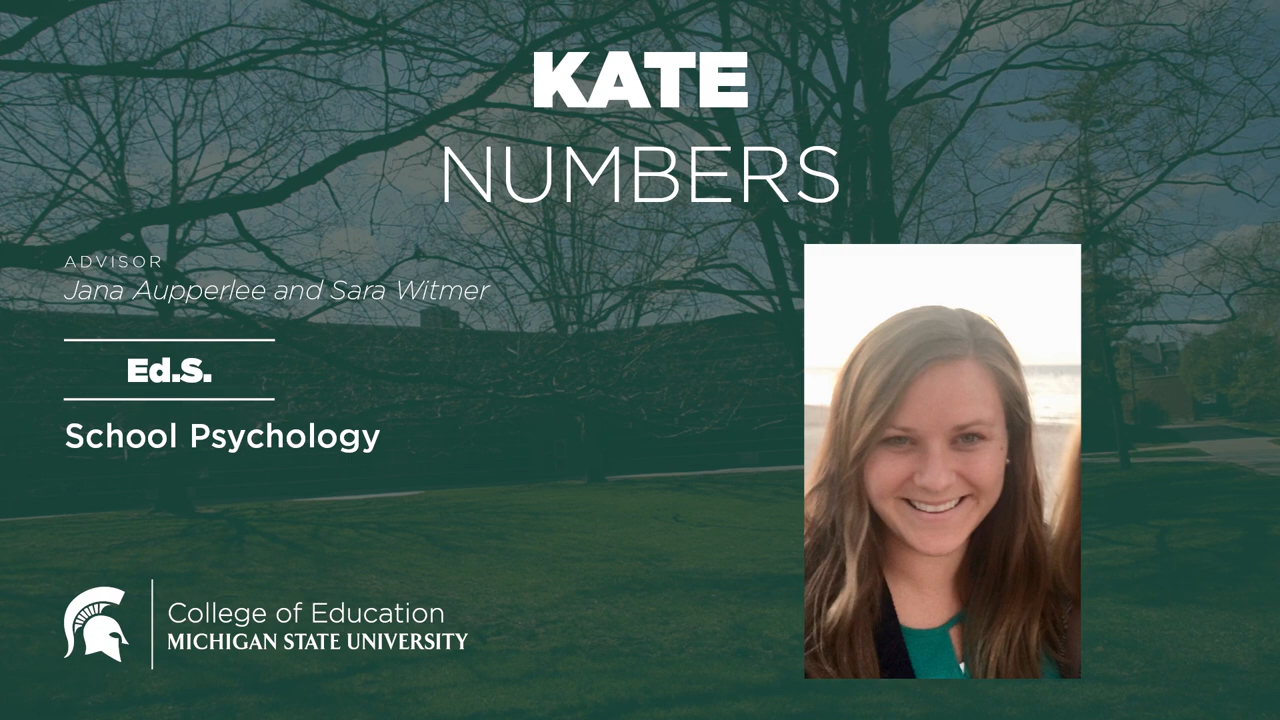 KATE
NUMBERS
ADVISOR
Jana Aupperlee and Sara Witmer
Ed.S.
School Psychology
College of Education
MICHIGAN STATE UNIVERSITY